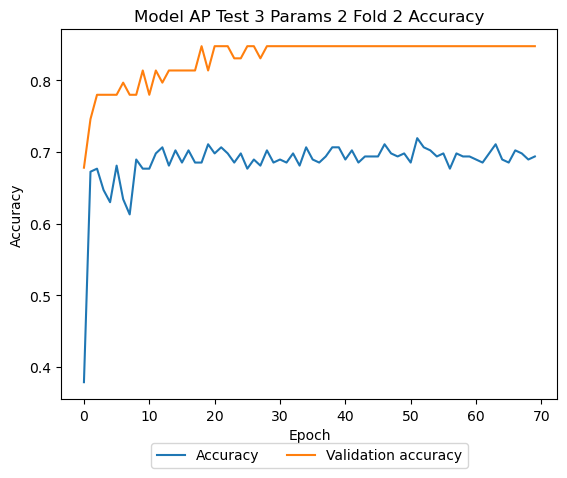 Model AP Test 3 Params 2 Fold 2 Accuracy
Accuracy
0.8
0.7
0.6
0.5
0.4
0 10 20 30 40 50 60 70
Epoch
Accuracy Validation accuracy